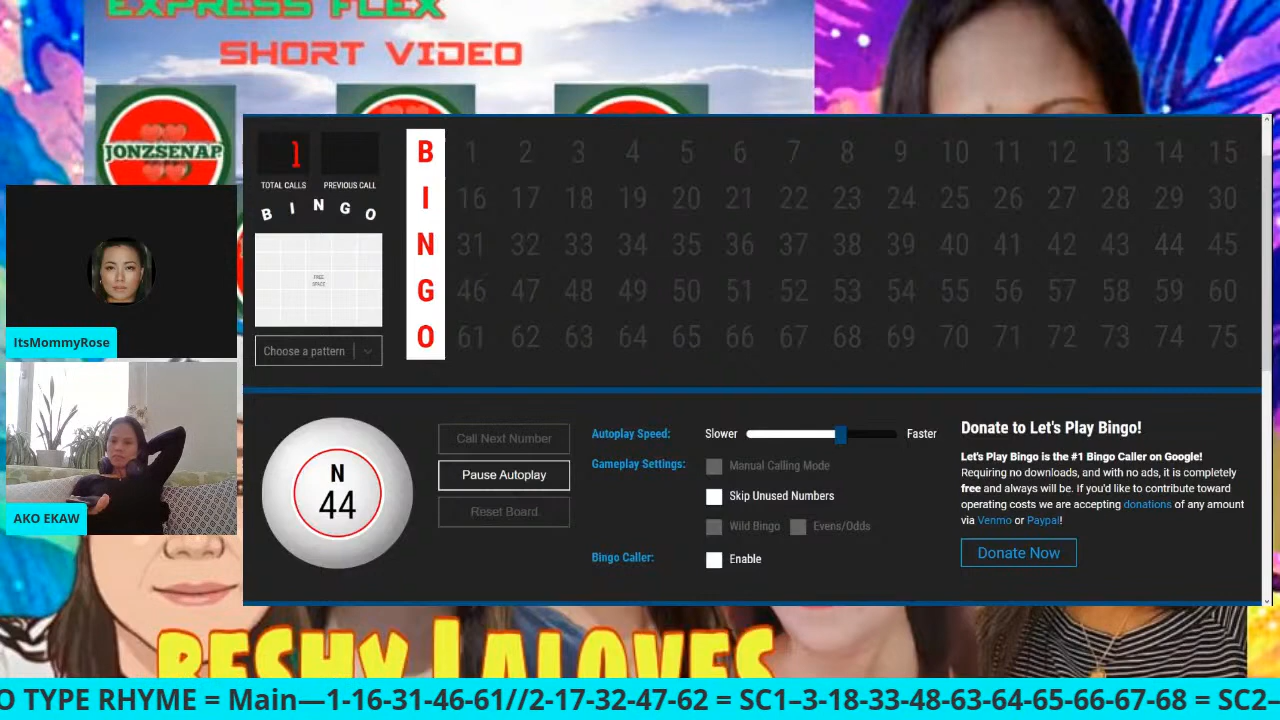 EXPRESS FLEX
SHORT VIDEO
JONZSENAP
1
TOTAL CALLS
PREVIOUS CALL
B I N G O
FREE
SPACE
Choose a pattern
B 1 2 3 4 5 6 7 8 9 10 11 12 13 14 15
I 16 17 18 19 20 21 22 23 24 25 26 27 28 29 30
N 31 32 33 34 35 36 37 38 39 40 41 42 43 44 45
G 46 47 48 49 50 51 52 53 54 55 56 57 58 59 60
O 61 62 63 64 65 66 67 68 69 70 71 72 73 74 75
ItsMommyRose
AKO EKAW
N
44
Call Next Number
Pause Autoplay
Reset Board
Autoplay Speed:
Slower
Faster
Gameplay Settings:
Manual Calling Mode
Skip Unused Numbers
Wild Bingo
Evens/Odds
Bingo Caller:
Enable
Donate to Let's Play Bingo!
Let's Play Bingo is the #1 Bingo Caller on Google!
Requiring no downloads, and with no ads, it is completely
free and always will be. If you'd like to contribute toward
operating costs we are accepting donations of any amount
via Venmo or Paypal!
Donate Now
BESHY LALOVES
O TYPE RHYME = Main—1-16-31-46-61//2-17-32-47-62 = SC1–3-18-33-48-63-64-65-66-67-68 = SC2–